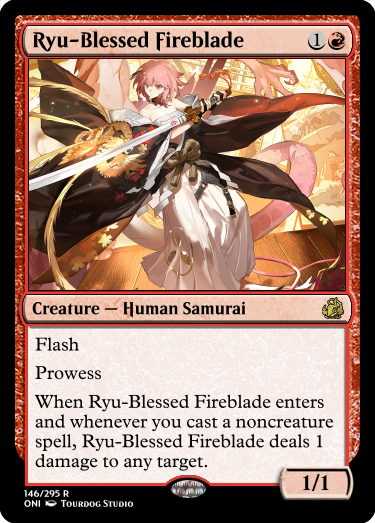 Ryu-Blessed Fireblade 1
Creature — Human Samurai
Flash
Prowess
When Ryu-Blessed Fireblade enters
and whenever you cast a noncreature
spell, Ryu-Blessed Fireblade deals 1
damage to any target.
1/1
146/295 R
ONI Tourdog Studio